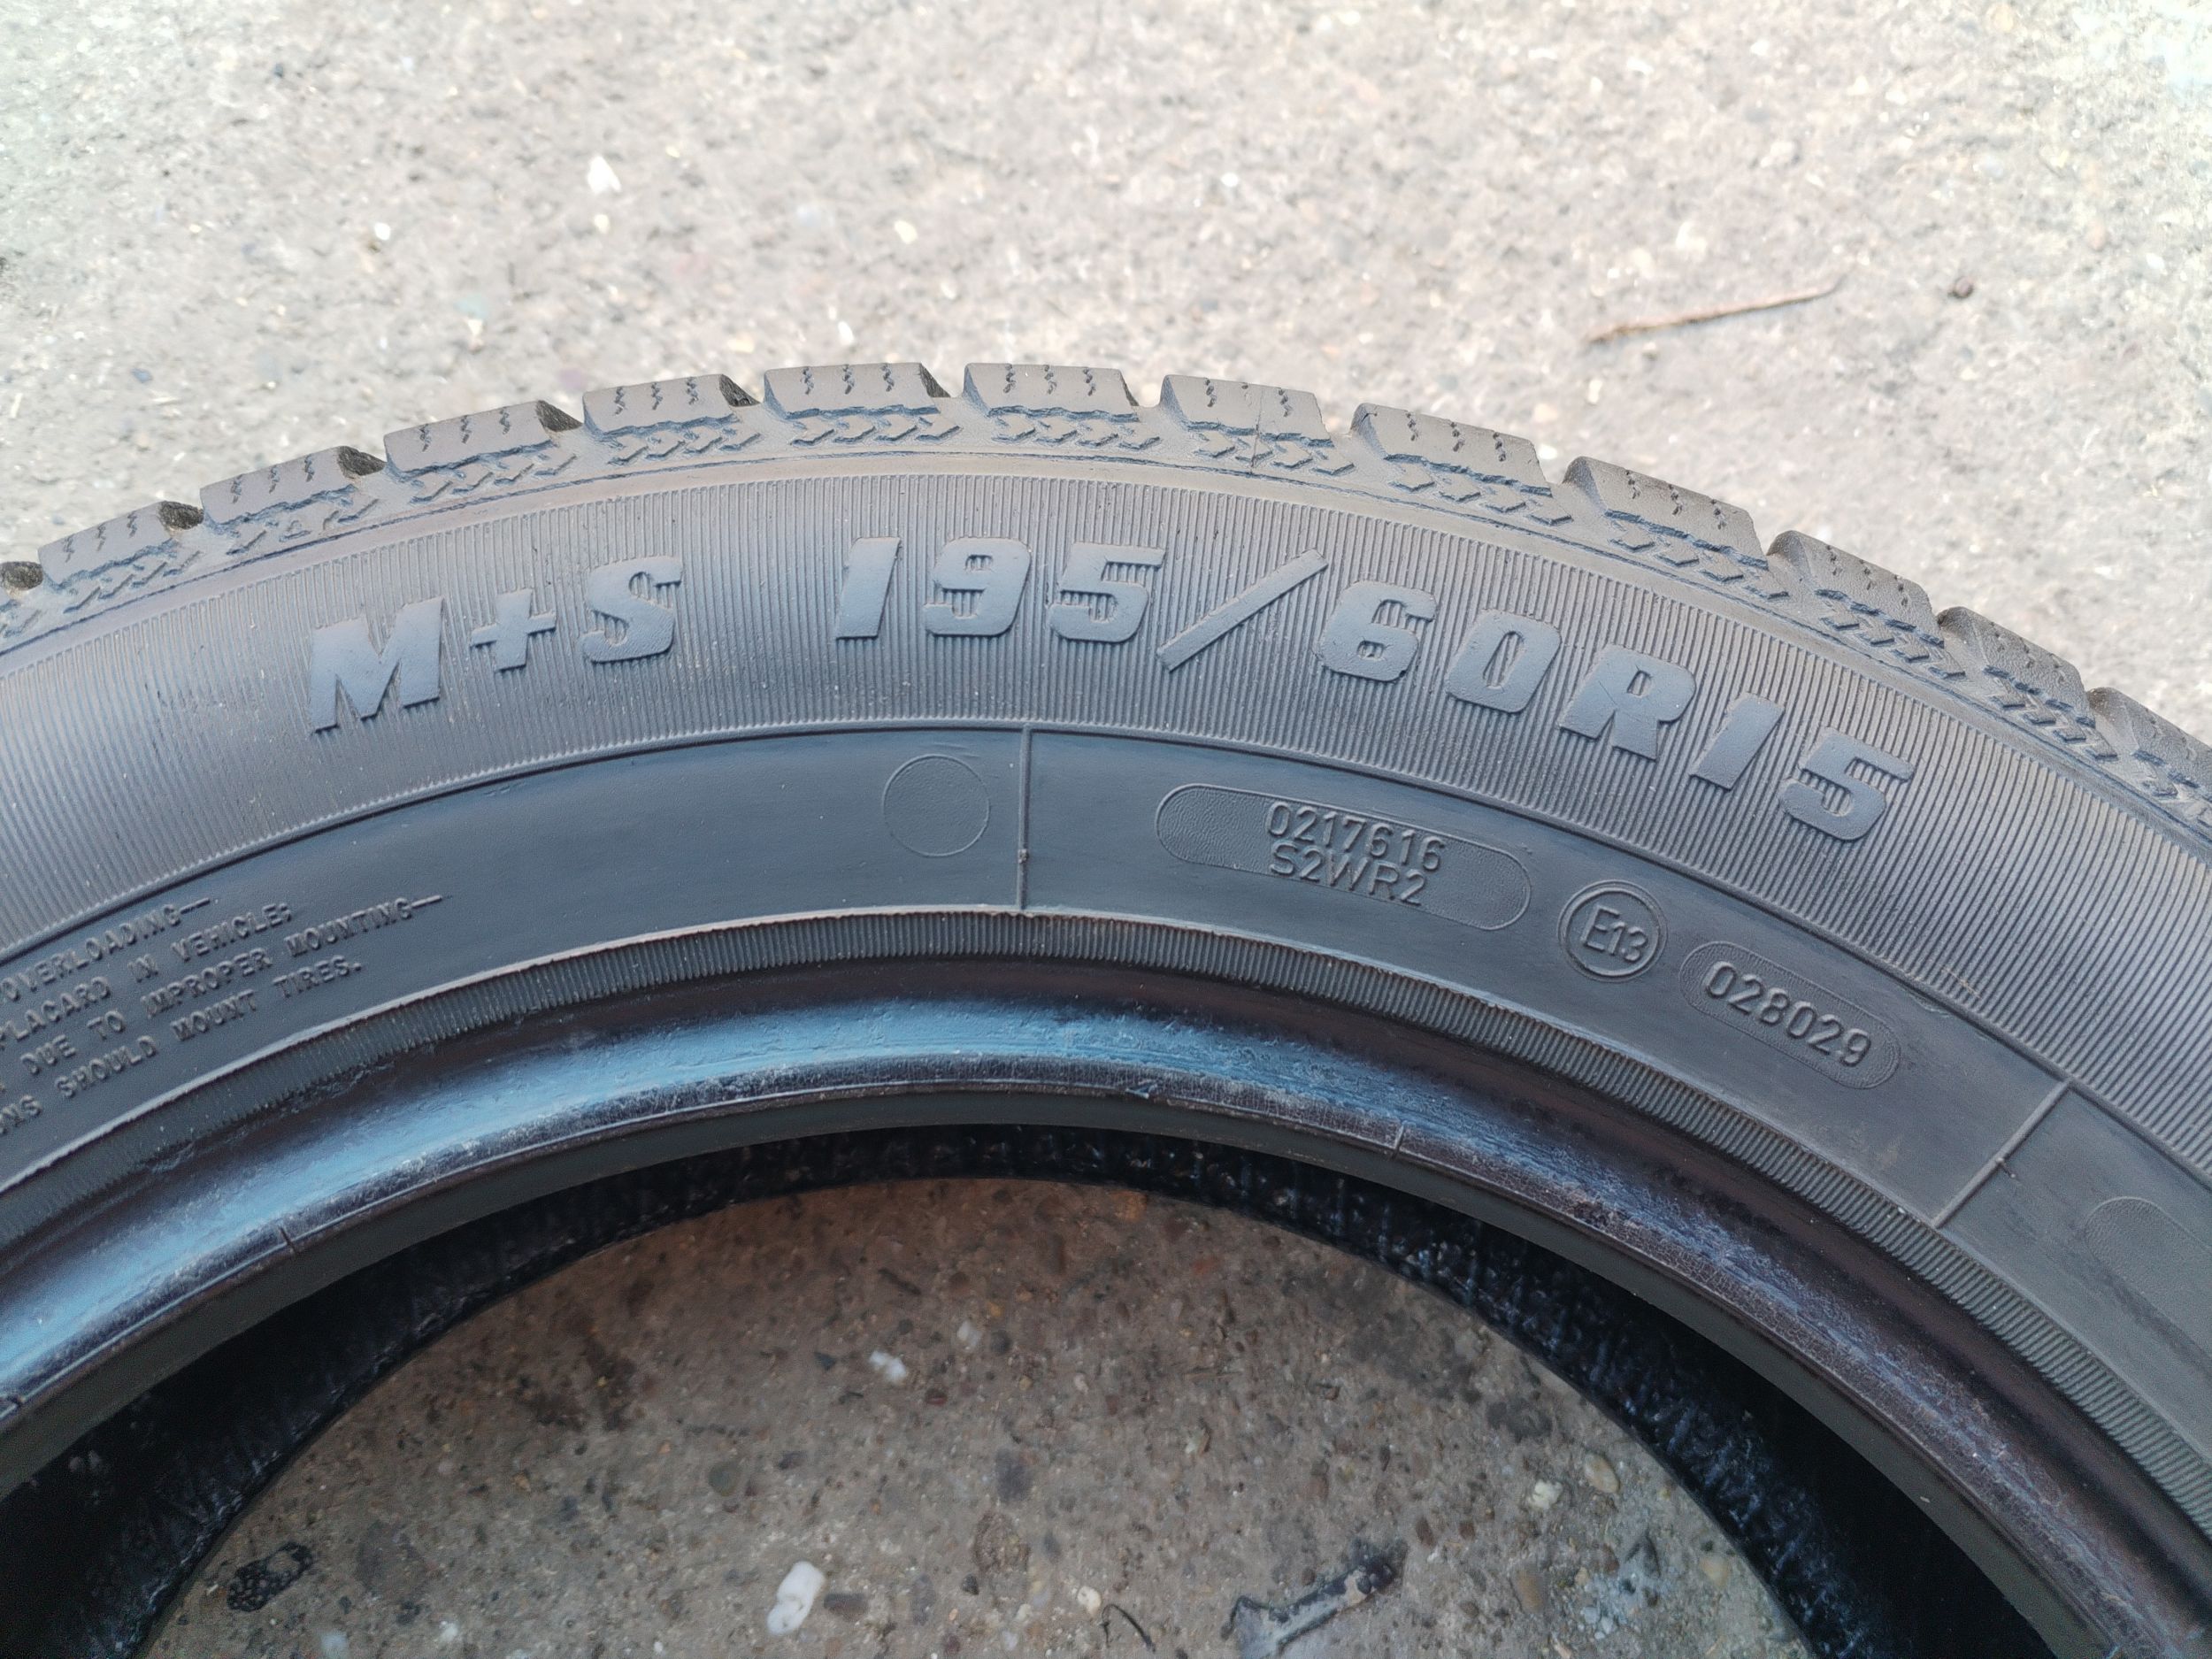 M+S 195/60R15
0217616
S2WR2
E13
028029
OVERLOADING—
PLACARD IN VEHICLE;
DUE TO IMPROPER MOUNTING—
SHOULD MOUNT TIRES.